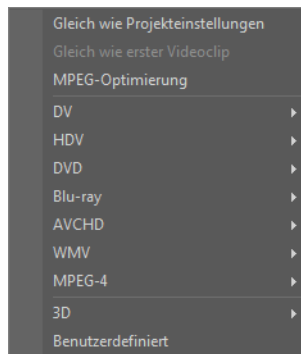 Gleich wie Projekteinstellungen
Gleich wie erster Videoclip
MPEG-Optimierung
DV
HDV
DVD
Blu-ray
AVCHD
WMV
MPEG-4
3D
Benutzerdefiniert